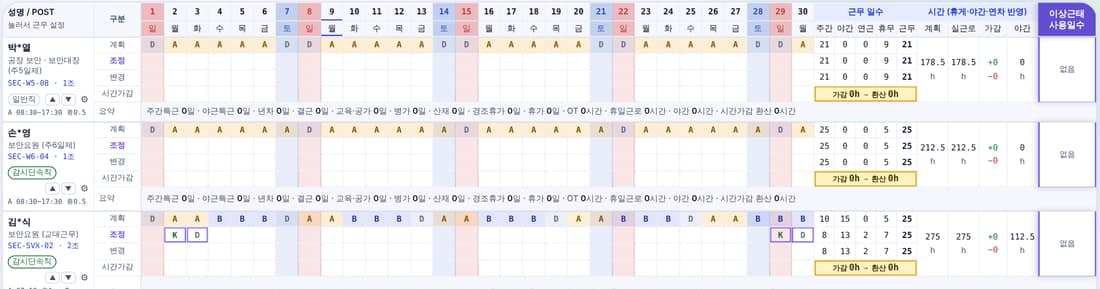 성명 / POST 구분 1 2 3 4 5 6 7 8 9 10 11 12 13 14 15 16 17 18 19 20 21 22 23 24 25 26 27 28 29 30 근무 일수 시간 (휴게·야간·연차 반영) 이상근태
눌러서 근무 설정 일 월 화 수 목 금 토 일 월 화 수 목 금 토 일 월 화 수 목 금 토 일 월 화 수 목 금 토 일 월 주간 야간 연근 휴무 근무 계획 실근로 가감 야간 사용일수
박*열 계획 D A A A A A D D A A A A A D D A A A A A D D A A A A A D D A 21 0 0 9 21
공장 보안 · 보안대장 조정 21 0 0 9 21 178.5 178.5 +0 0 없음
(주5일제) 변경 21 0 0 9 21 h h −0 h
SEC-W5-08 · 1조 시간가감 가감 0h → 환산 0h
일반직 ▲ ▼ ⚙
A 08:30~17:30 휴0.5 요약 주간특근 0일 · 야근특근 0일 · 년차 0일 · 결근 0일 · 교육·공가 0일 · 병가 0일 · 산재 0일 · 경조휴가 0일 · 휴가 0일 · OT 0시간 · 휴일근로 0시간 · 야간 0시간 · 시간가감 환산 0시간
손*영 계획 D A A A A A A D A A A A A A D A A A A A A D A A A A A A D A 25 0 0 5 25
보안요원 (주6일제) 조정 25 0 0 5 25 212.5 212.5 +0 0 없음
SEC-W6-04 · 1조 변경 25 0 0 5 25 h h −0 h
감시단속직 시간가감 가감 0h → 환산 0h
▲ ▼ ⚙
A 08:30~17:30 휴0.5 요약 주간특근 0일 · 야근특근 0일 · 년차 0일 · 결근 0일 · 교육·공가 0일 · 병가 0일 · 산재 0일 · 경조휴가 0일 · 휴가 0일 · OT 0시간 · 휴일근로 0시간 · 야간 0시간 · 시간가감 환산 0시간
김*식 계획 D A A B B B D A A B B B D A A B B B D A A B B B D A A B B B 10 15 0 5 25
보안요원 (교대근무) 조정 K D K D 8 13 2 7 25 275 275 +0 112.5 없음
SEC-SVX-02 · 2조 변경 8 13 2 7 25 h h −0 h
감시단속직 시간가감 가감 0h → 환산 0h
▲ ▼ ⚙